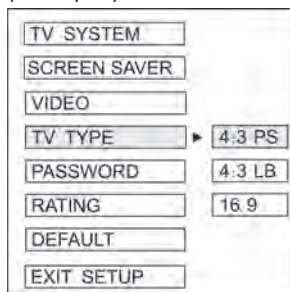 TV SYSTEM
SCREEN SAVER
VIDEO
TV TYPE ► 4:3 PS
PASSWORD 4:3 LB
RATING 16:9
DEFAULT
EXIT SETUP